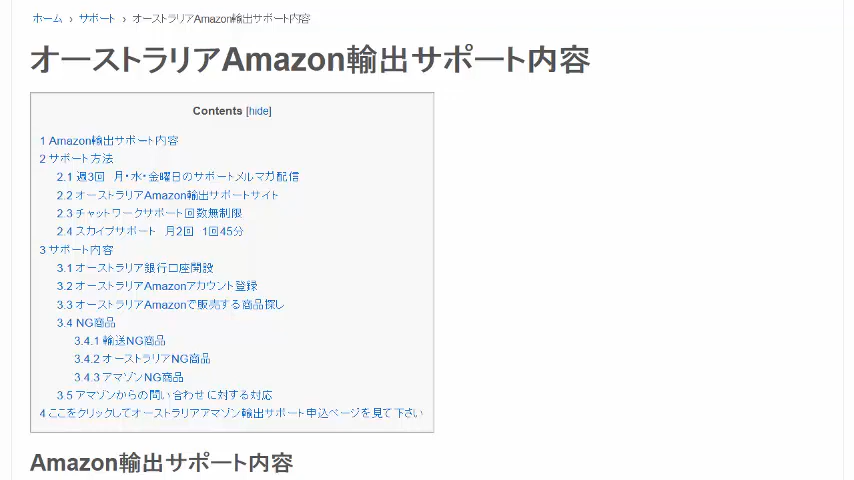 ホーム › サポート › オーストラリアAmazon輸出サポート内容
オーストラリアAmazon輸出サポート内容
Contents [hide]
1 Amazon輸出サポート内容
2 サポート方法
2.1 週3回　月・水・金曜日のサポートメルマガ配信
2.2 オーストラリアAmazon輸出サポートサイト
2.3 チャットワークサポート回数無制限
2.4 スカイプサポート　月2回　1回45分
3 サポート内容
3.1 オーストラリア銀行口座開設
3.2 オーストラリアAmazonアカウント登録
3.3 オーストラリアAmazonで販売する商品探し
3.4 NG商品
3.4.1 輸送NG商品
3.4.2 オーストラリアNG商品
3.4.3 アマゾンNG商品
3.5 アマゾンからの問い合わせに対する対応
4 ここをクリックしてオーストラリアアマゾン輸出サポート申込ページを見て下さい
Amazon輸出サポート内容